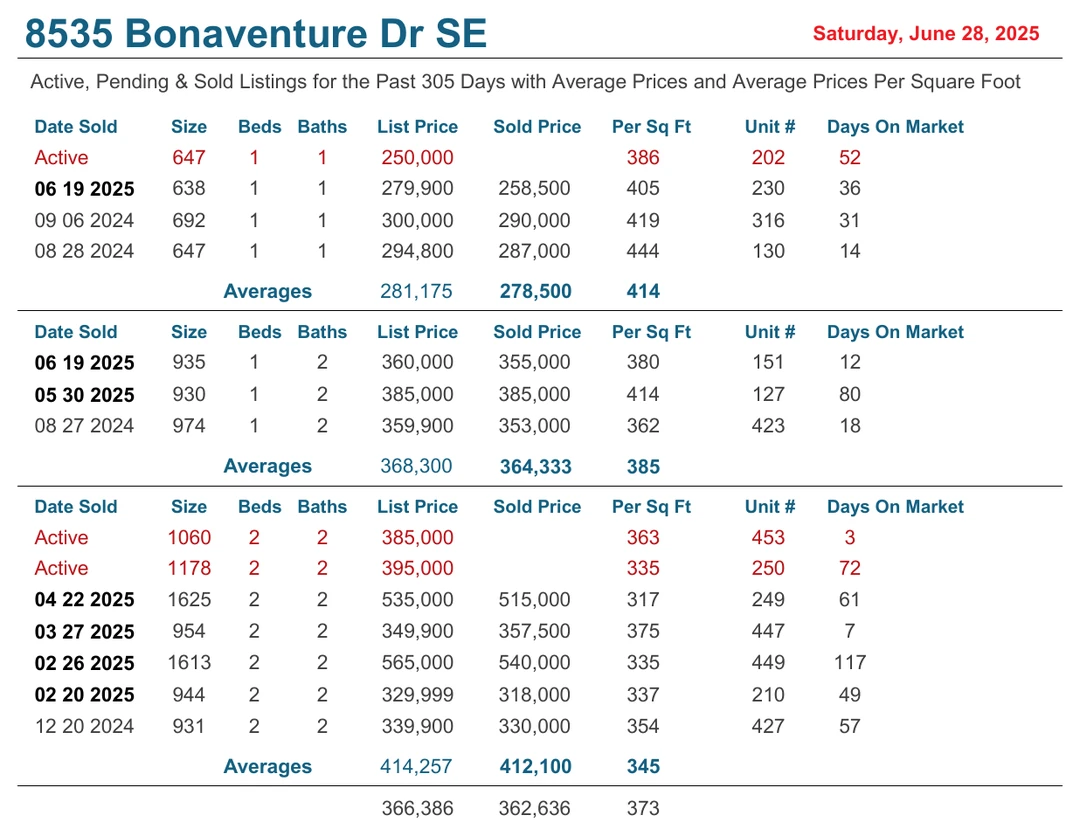 8535 Bonaventure Dr SE Saturday, June 28, 2025
Active, Pending & Sold Listings for the Past 305 Days with Average Prices and Average Prices Per Square Foot
Date Sold Size Beds Baths List Price Sold Price Per Sq Ft Unit # Days On Market
Active 647 1 1 250,000 386 202 52
06 19 2025 638 1 1 279,900 258,500 405 230 36
09 06 2024 692 1 1 300,000 290,000 419 316 31
08 28 2024 647 1 1 294,800 287,000 444 130 14
Averages 281,175 278,500 414
Date Sold Size Beds Baths List Price Sold Price Per Sq Ft Unit # Days On Market
06 19 2025 935 1 2 360,000 355,000 380 151 12
05 30 2025 930 1 2 385,000 385,000 414 127 80
08 27 2024 974 1 2 359,900 353,000 362 423 18
Averages 368,300 364,333 385
Date Sold Size Beds Baths List Price Sold Price Per Sq Ft Unit # Days On Market
Active 1060 2 2 385,000 363 453 3
Active 1178 2 2 395,000 335 250 72
04 22 2025 1625 2 2 535,000 515,000 317 249 61
03 27 2025 954 2 2 349,900 357,500 375 447 7
02 26 2025 1613 2 2 565,000 540,000 335 449 117
02 20 2025 944 2 2 329,999 318,000 337 210 49
12 20 2024 931 2 2 339,900 330,000 354 427 57
Averages 414,257 412,100 345
366,386 362,636 373